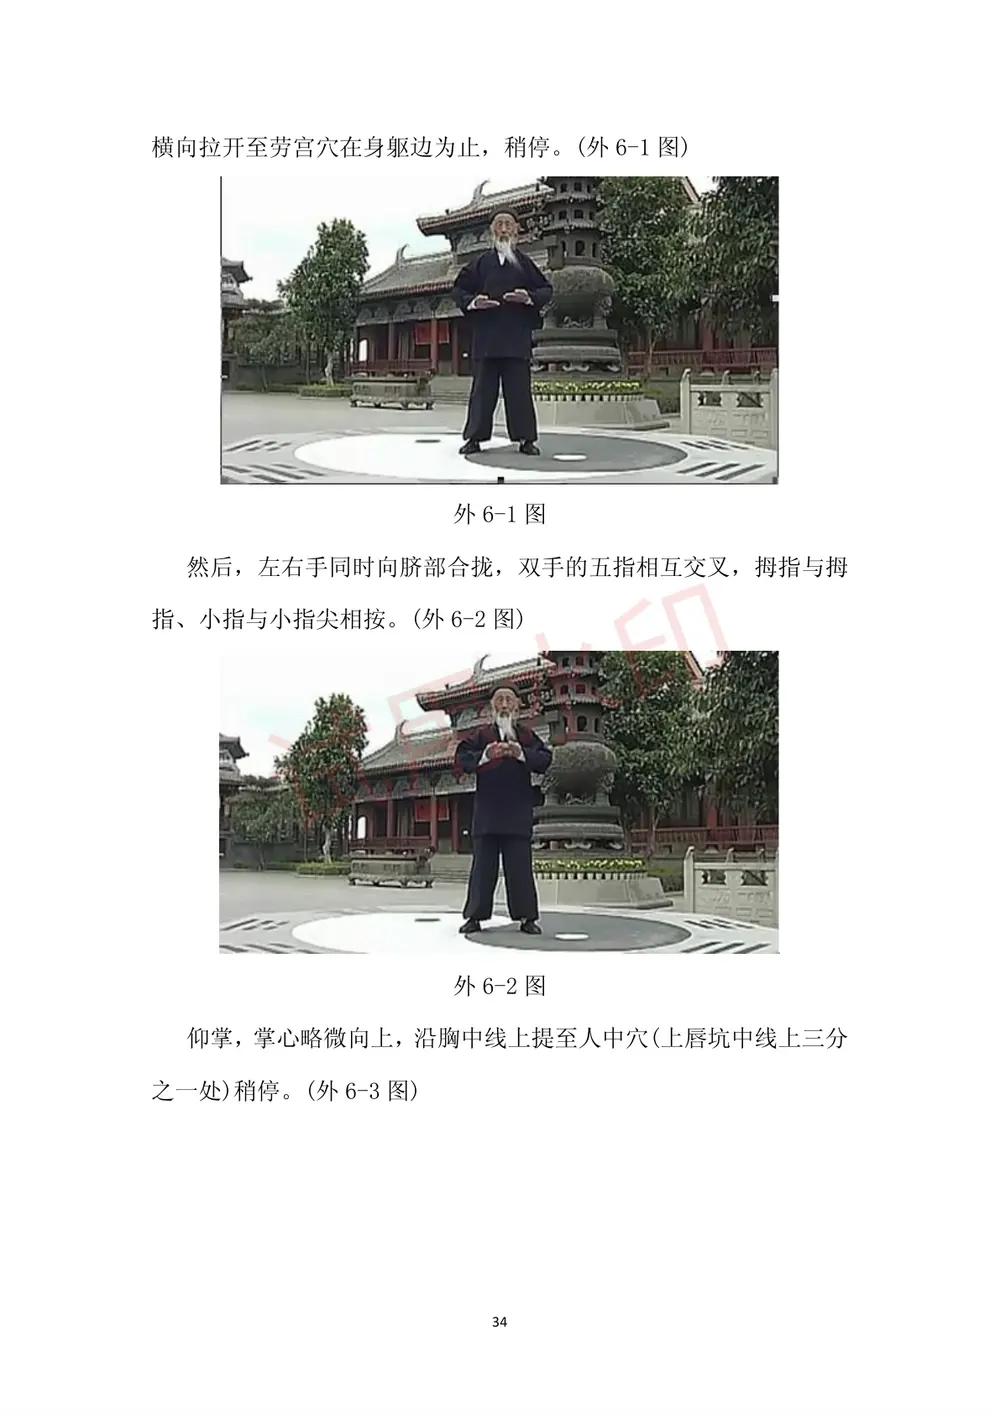 横向拉开至劳宫穴在身躯边为止，稍停。(外 6-1 图)
外 6-1 图
然后，左右手同时向脐部合拢，双手的五指相互交叉，拇指与拇
指、小指与小指尖相按。(外 6-2 图)
外 6-2 图
仰掌，掌心略微向上，沿胸中线上提至人中穴(上唇坑中线上三分
之一处)稍停。(外 6-3 图)
34